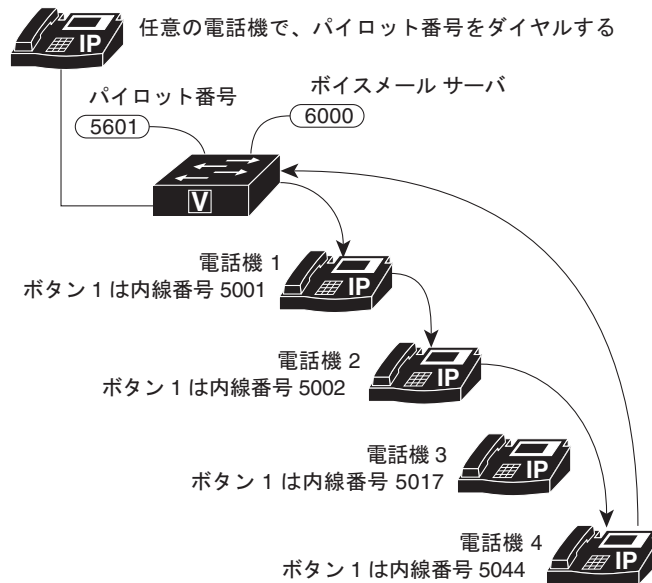 任意の電話機で、パイロット番号をダイヤルする
IP
パイロット番号
5601
ボイスメール サーバ
6000
V
電話機 1
ボタン 1 は内線番号 5001
IP
電話機 2
ボタン 1 は内線番号 5002
IP
電話機 3
ボタン 1 は内線番号 5017
IP
電話機 4
ボタン 1 は内線番号 5044
IP